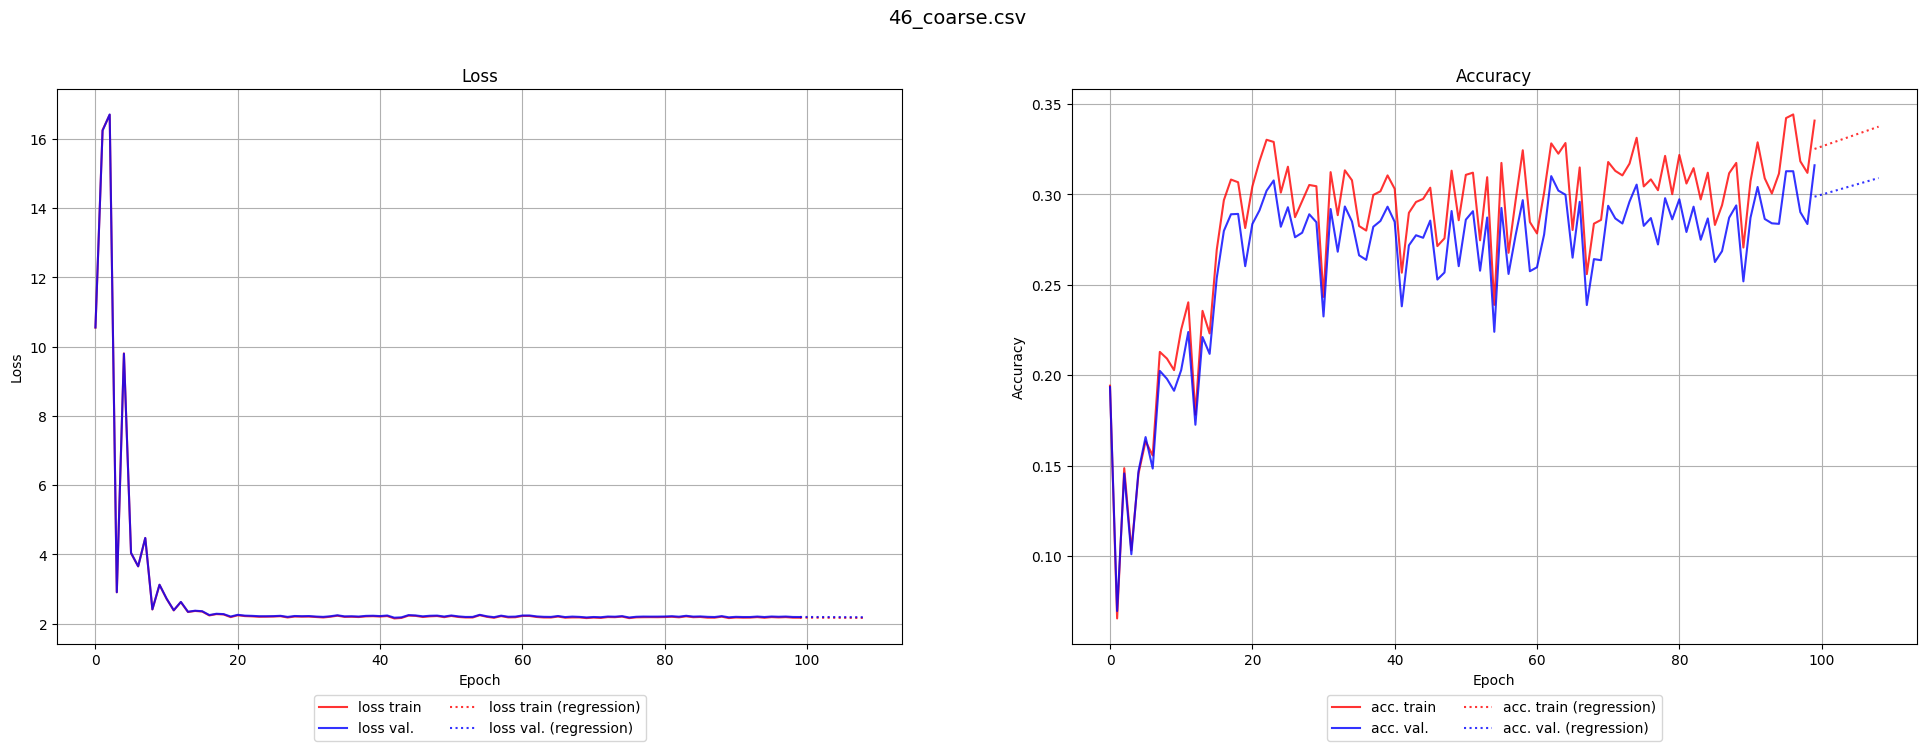 46_coarse.csv
Loss
16
14
12
10
8
6
4
2
Loss
0 20 40 60 80 100
Epoch
loss train
loss val.
loss train (regression)
loss val. (regression)
Accuracy
0.35
0.30
0.25
0.20
0.15
0.10
Accuracy
0 20 40 60 80 100
Epoch
acc. train
acc. val.
acc. train (regression)
acc. val. (regression)